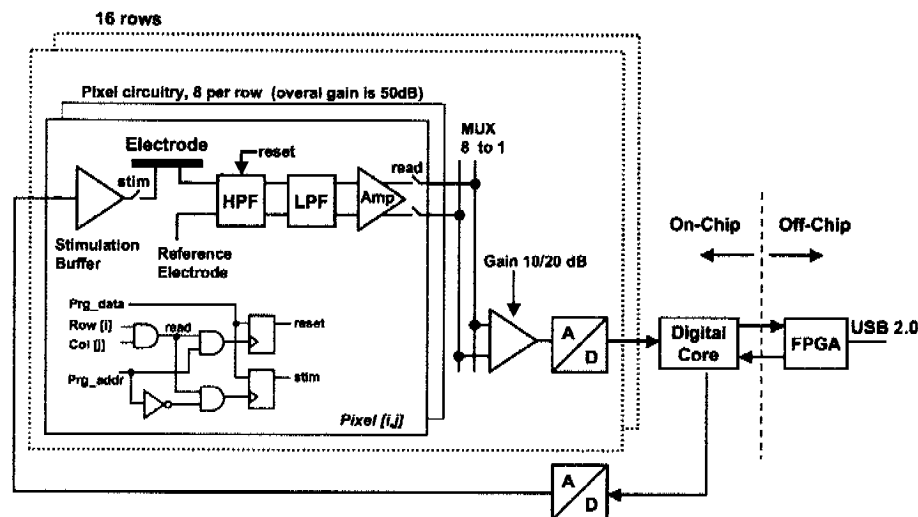 16 rows
Pixel circuitry, 8 per row (overal gain is 50dB)
Electrode
reset
MUX
8 to 1
stim
read
HPF
LPF
Amp
Stimulation
Buffer
Reference
Electrode
On-Chip
Off-Chip
Gain 10/20 dB
Prg_data
Row [i]
Col [j]
read
reset
Prg_addr
stim
Pixel [i,j]
A
D
Digital
Core
FPGA
USB 2.0
A
D